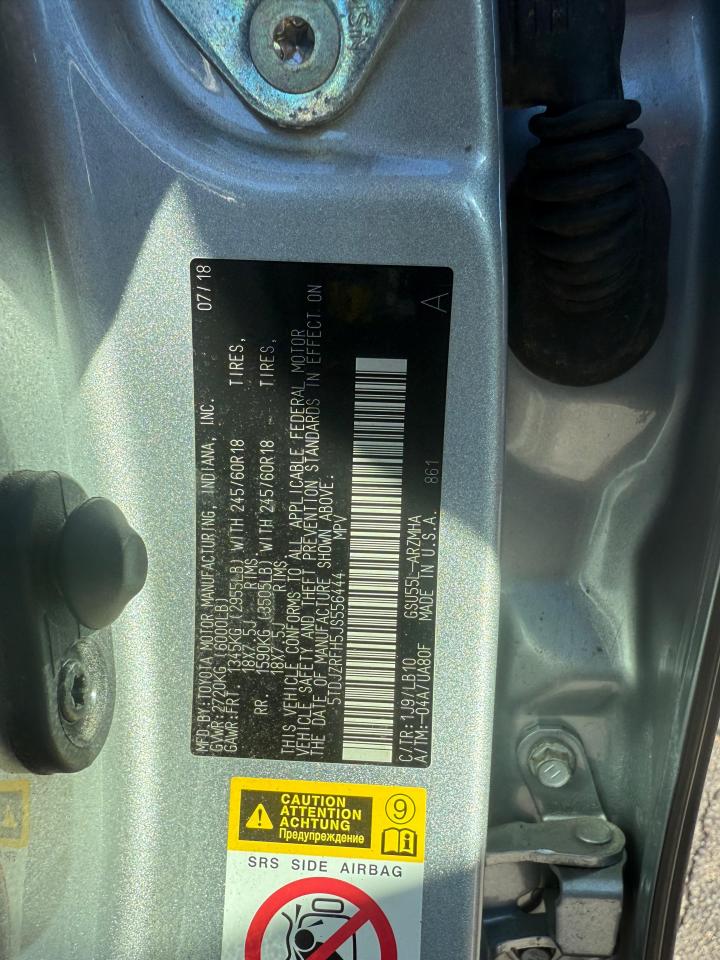 MFD.BY:TOYOTA MOTOR MANUFACTURING, INDIANA, INC. 07/18
GVWR:2720KG (6000LB)
GAWR:FRT 1345KG (2955LB) WITH 245/60R18 TIRES,
18X7.5J RIMS
RR 1590KG (3505LB) WITH 245/60R18 TIRES,
18X7.5J RIMS
THIS VEHICLE CONFORMS TO ALL APPLICABLE FEDERAL MOTOR
VEHICLE SAFETY AND THEFT PREVENTION STANDARDS IN EFFECT ON
THE DATE OF MANUFACTURE SHOWN ABOVE.
5TDJZRFH5JS556444 MPV
C/TR:1J9/LB10 GSU55L-ARZMHA
A/TM:-04A/UA80F MADE IN U.S.A. 861 A
CAUTION
ATTENTION
ACHTUNG
Предупреждение
9
i
SRS SIDE AIRBAG